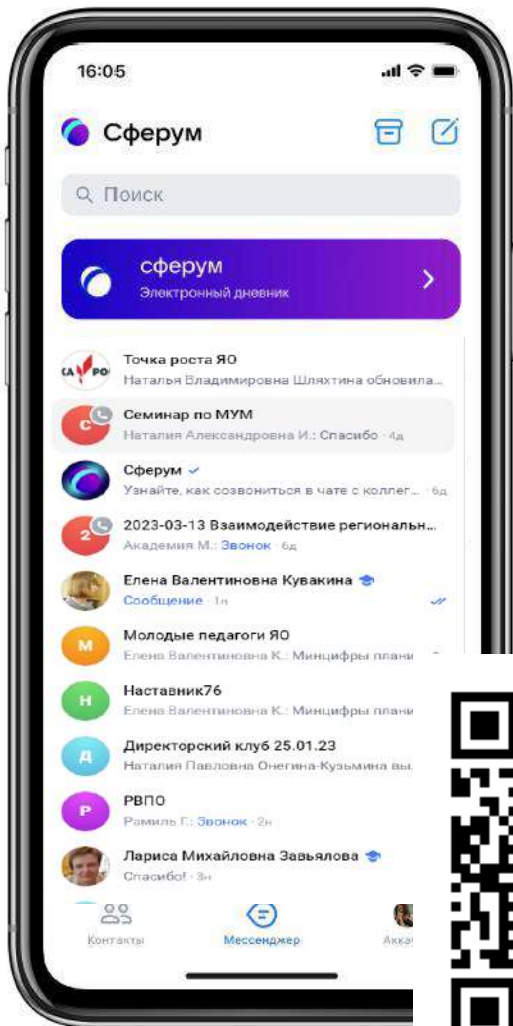 16:05
Сферум
Поиск
сферум
Электронный дневник
Точка роста ЯО
Наталья Владимировна Шляхтина обновила...
Семинар по МУМ
Наталия Александровна И.: Спасибо · 4д
Сферум
Узнайте, как созвониться в чате с коллег... · 6д
2023-03-13 Взаимодействие региональн...
Академия М.: Звонок · 6д
Елена Валентиновна Кувакина
Сообщение · 1н
Молодые педагоги ЯО
Елена Валентиновна К.: Минцифры плани
Наставник76
Елена Валентиновна К.: Минцифры плани
Директорский клуб 25.01.23
Наталия Павловна Онегина-Кузьмина вы.
РВПО
Рамиль Г.: Звонок · 2н
Лариса Михайловна Завьялова
Спасибо! · 3н
Контакты
Мессенджер